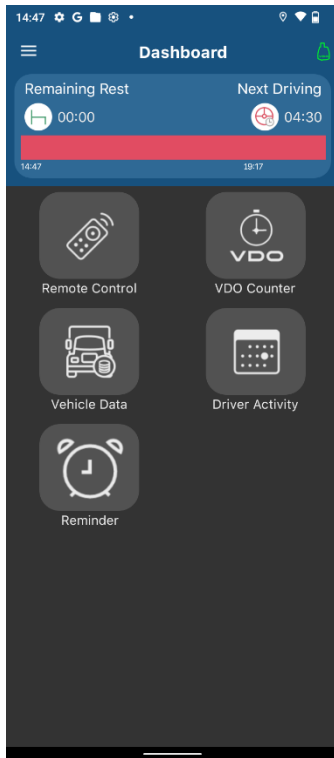 14:47 G
Dashboard
Remaining Rest Next Driving
00:00 04:30
14:47 19:17
VDO
Remote Control VDO Counter
Vehicle Data Driver Activity
Reminder